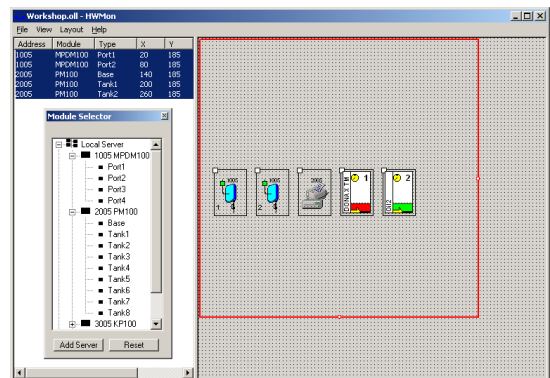 Workshop.oll - HWMon
File View Layout Help
Address Module Type X Y
1005 MPDM100 Port1 20 185
1005 MPDM100 Port2 80 185
2005 PM100 Base 140 185
2005 PM100 Tank1 200 185
2005 PM100 Tank2 260 185
Module Selector
Local Server
1005 MPDM100
Port1
Port2
Port3
Port4
2005 PM100
Base
Tank1
Tank2
Tank3
Tank4
Tank5
Tank6
Tank7
Tank8
3005 KP100
Add Server Reset
1005 1
1005 2
2005
1 DONAX TM
2 Oil2